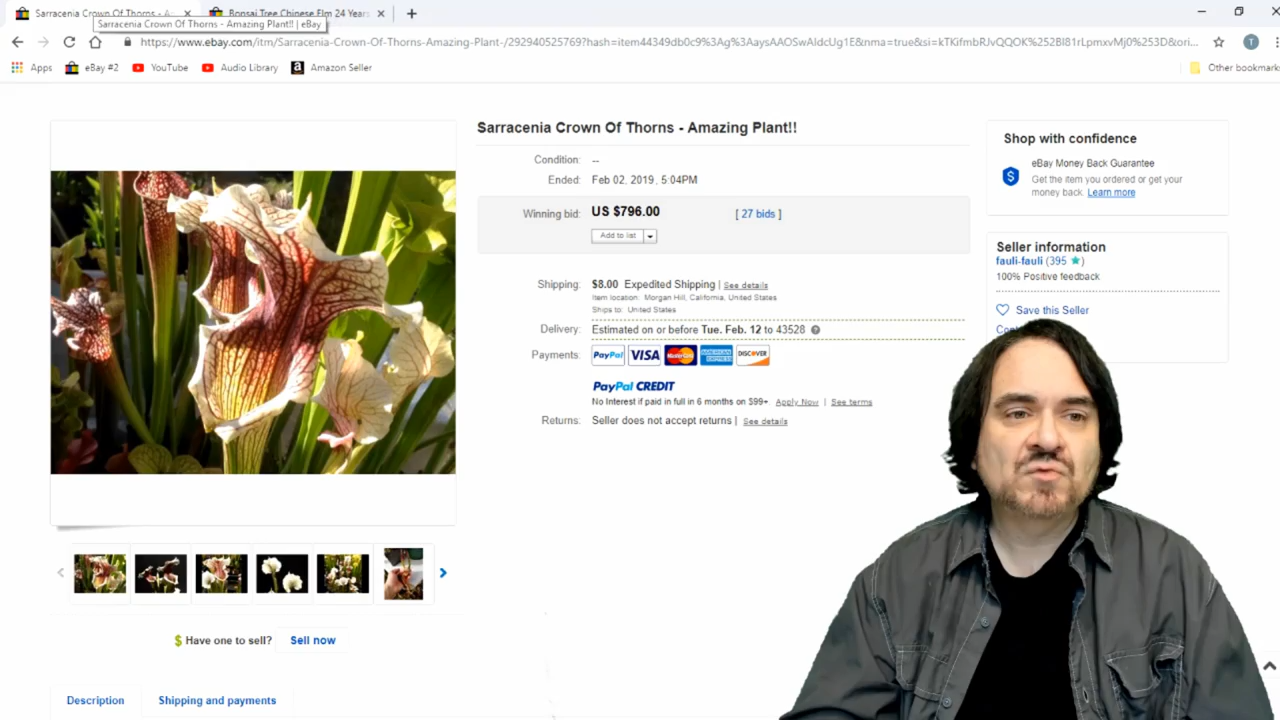 Sarracenia Crown Of Thorns - A
Bonsai Tree Chinese Elm 24 Years
Sarracenia Crown Of Thorns - Amazing Plant!! | eBay
https://www.ebay.com/itm/Sarracenia-Crown-Of-Thorns-Amazing-Plant-/292940525769?hash=item44349db0c9%3Ag%3AaysAAOSwAldcUg1E&nma=true&si=kTKifmbRJvQQOK%252BI81rLpmxvMj0%253D&ori...
T
Apps
eBay #2
YouTube
Audio Library
Amazon Seller
Other bookmark
Sarracenia Crown Of Thorns - Amazing Plant!!
Condition: --
Ended: Feb 02, 2019 , 5:04PM
Winning bid: US $796.00 [ 27 bids ]
Add to list
Shipping: $8.00 Expedited Shipping | See details
Item location: Morgan Hill, California, United States
Ships to: United States
Delivery: Estimated on or before Tue. Feb. 12 to 43528
Payments: PayPal VISA MasterCard AMERICAN EXPRESS DISCOVER
PayPal CREDIT
No Interest if paid in full in 6 months on $99+ Apply Now | See terms
Returns: Seller does not accept returns | See details
Shop with confidence
eBay Money Back Guarantee
Get the item you ordered or get your
money back. Learn more
Seller information
fauli-fauli (395 ★)
100% Positive feedback
Save this Seller
Have one to sell? Sell now
Description
Shipping and payments